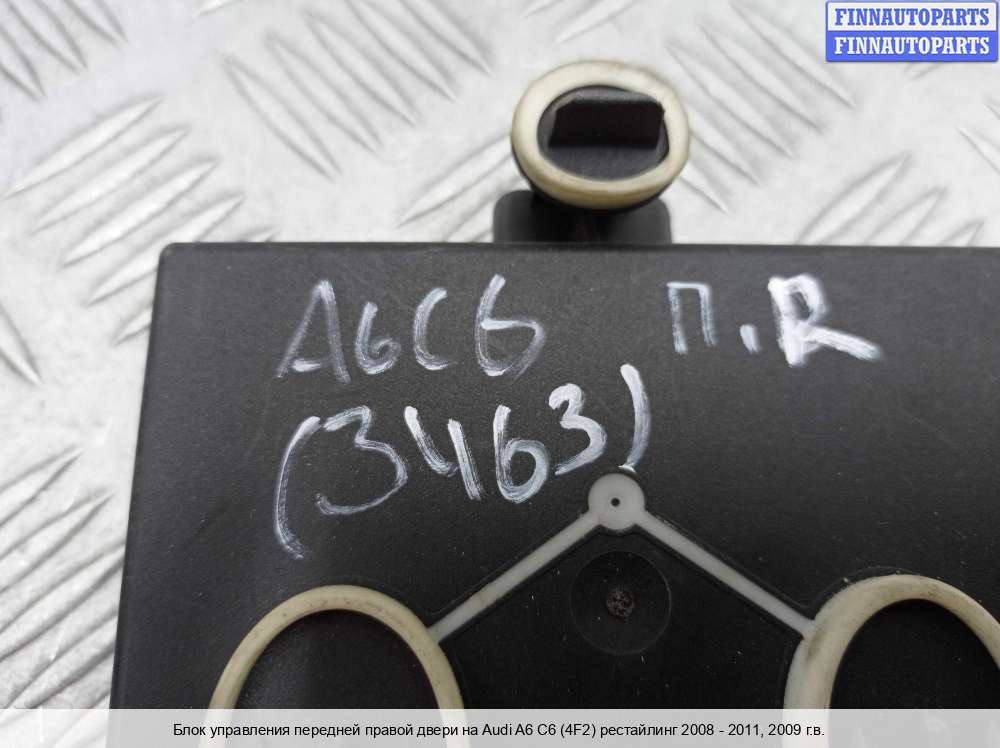 FINNAUTOPARTS
FINNAUTOPARTS
A6C6 П.R
(3463)
Блок управления передней правой двери на Audi A6 C6 (4F2) рестайлинг 2008 - 2011, 2009 г.в.